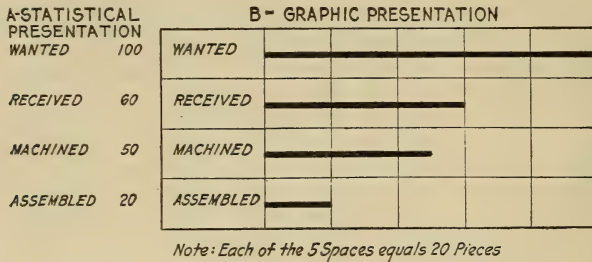 A-STATISTICAL
PRESENTATION
WANTED 100
RECEIVED 60
MACHINED 50
ASSEMBLED 20
B- GRAPHIC PRESENTATION
WANTED
RECEIVED
MACHINED
ASSEMBLED
Note: Each of the 5 Spaces equals 20 Pieces